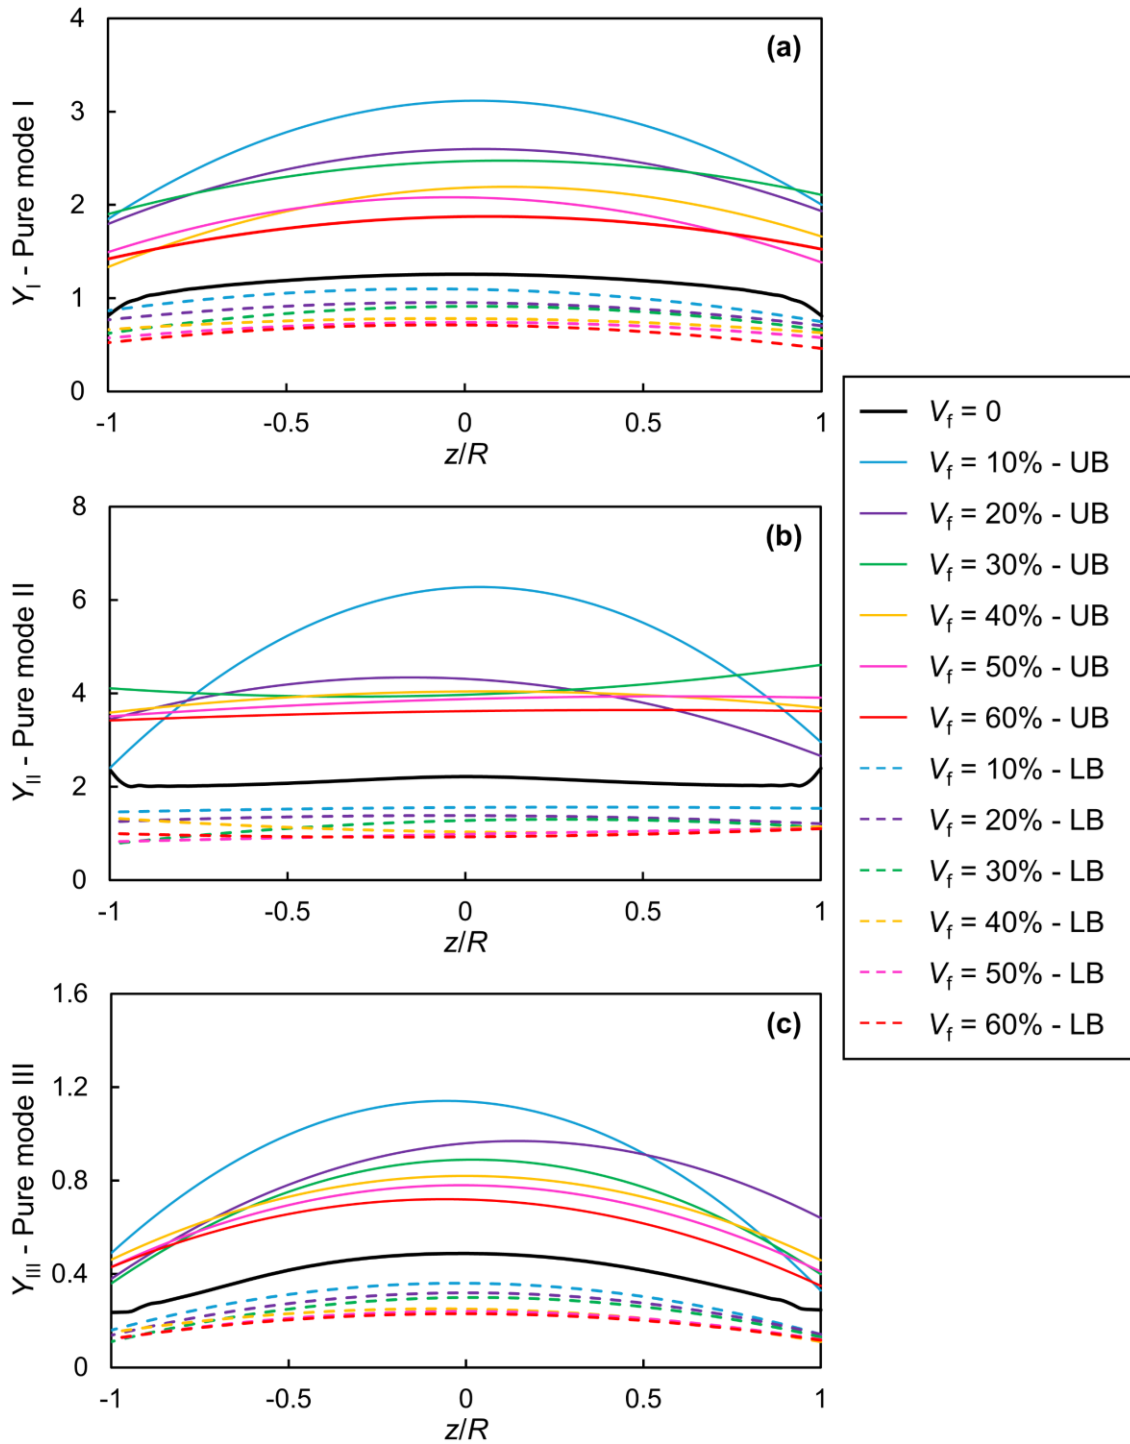 (a)
Y_I - Pure mode I
4
3
2
1
0
-1 -0.5 0 0.5 1
z/R
(b)
Y_II - Pure mode II
8
6
4
2
0
-1 -0.5 0 0.5 1
z/R
(c)
Y_III - Pure mode III
1.6
1.2
0.8
0.4
0
-1 -0.5 0 0.5 1
z/R
V_f = 0
V_f = 10% - UB
V_f = 20% - UB
V_f = 30% - UB
V_f = 40% - UB
V_f = 50% - UB
V_f = 60% - UB
V_f = 10% - LB
V_f = 20% - LB
V_f = 30% - LB
V_f = 40% - LB
V_f = 50% - LB
V_f = 60% - LB